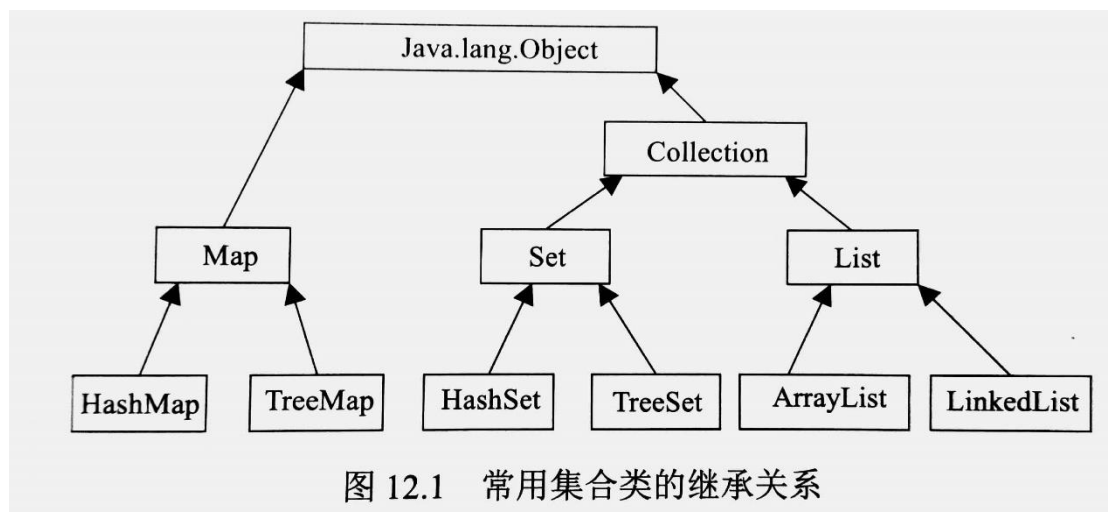 Java.lang.Object
Collection
Map
Set
List
HashMap
TreeMap
HashSet
TreeSet
ArrayList
LinkedList
图 12.1 常用集合类的继承关系